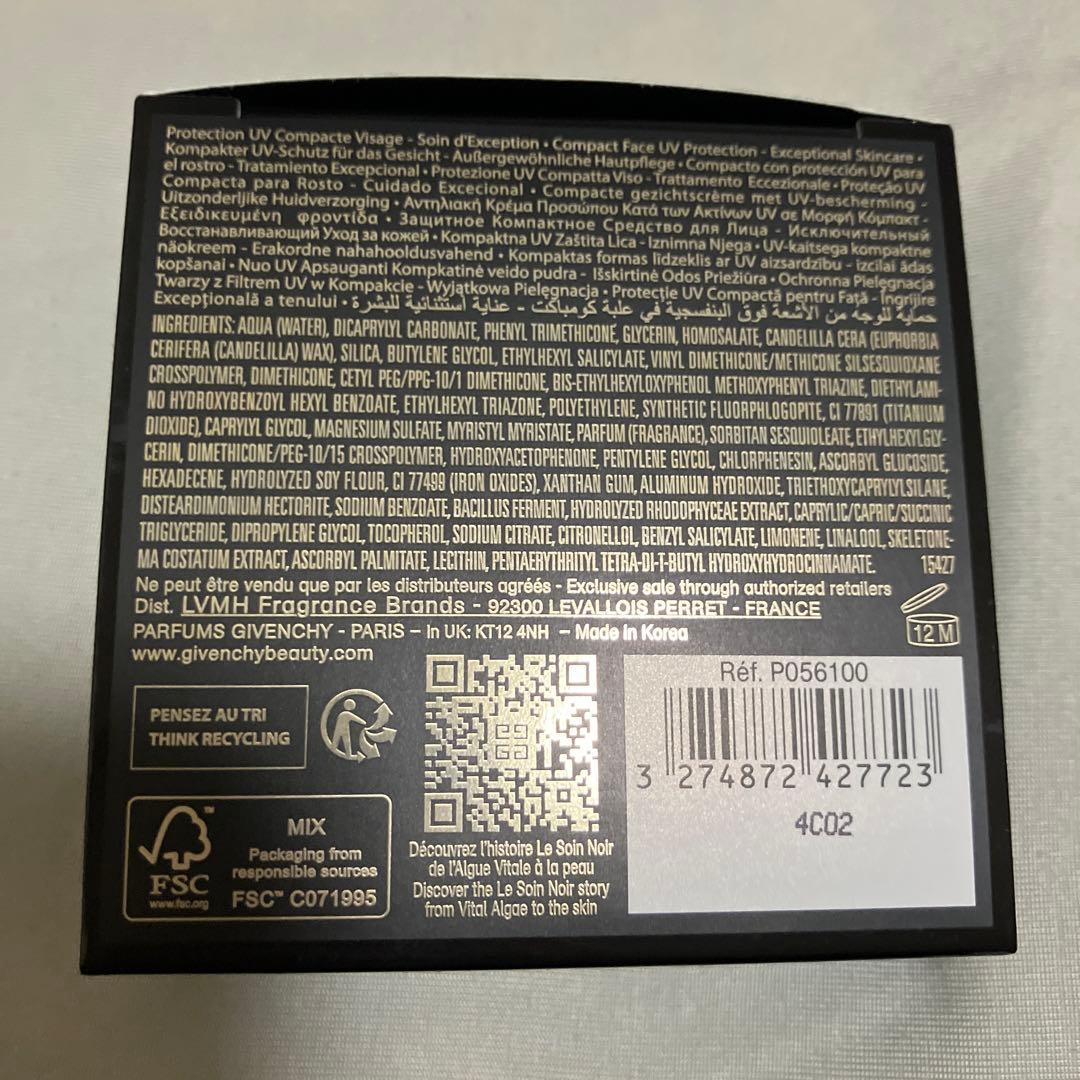 Protection UV Compacte Visage - Soin d'Exception • Compact Face UV Protection - Exceptional Skincare •
Kompakter UV-Schutz für das Gesicht - Außergewöhnliche Hautpflege • Compacto con protección UV para
el rostro - Tratamiento Excepcional • Protezione UV Compatta Viso - Trattamento Eccezionale • Proteção UV
Compacta para Rosto - Cuidado Excecional • Compacte gezichtscrème met UV-bescherming -
Uitzonderlijke Huidverzorging • Αντηλιακή Κρέμα Προσώπου Κατά των Ακτίνων UV σε Μορφή Κόμπακτ -
Εξειδικευμένη φροντίδα • Защитное Компактное Средство для Лица - Исключительный
Восстанавливающий Уход за кожей • Kompaktna UV Zaštita Lica - Iznimna Njega • UV-kaitsega kompaktne
näokreem - Erakordne nahahooldusvahend • Kompaktas formas līdzeklis ar UV aizsardzību - izcilai ādas
kopšanai • Nuo UV Apsauganti Kompkatinė veido pudra - Išskirtinė Odos Priežiūra • Ochronna Pielęgnacja
Twarzy z Filtrem UV w Kompakcie - Wyjątkowa Pielęgnacja • Protecție UV Compactă pentru Față - Îngrijire
Excepțională a tenului • حماية للوجه من الأشعة فوق البنفسجية في علبة كومباكت - عناية استثنائية للبشرة
INGREDIENTS: AQUA (WATER), DICAPRYLYL CARBONATE, PHENYL TRIMETHICONE, GLYCERIN, HOMOSALATE, CANDELILLA CERA (EUPHORBIA
CERIFERA (CANDELILLA) WAX), SILICA, BUTYLENE GLYCOL, ETHYLHEXYL SALICYLATE, VINYL DIMETHICONE/METHICONE SILSESQUIOXANE
CROSSPOLYMER, DIMETHICONE, CETYL PEG/PPG-10/1 DIMETHICONE, BIS-ETHYLHEXYLOXYPHENOL METHOXYPHENYL TRIAZINE, DIETHYLAMI-
NO HYDROXYBENZOYL HEXYL BENZOATE, ETHYLHEXYL TRIAZONE, POLYETHYLENE, SYNTHETIC FLUORPHLOGOPITE, CI 77891 (TITANIUM
DIOXIDE), CAPRYLYL GLYCOL, MAGNESIUM SULFATE, MYRISTYL MYRISTATE, PARFUM (FRAGRANCE), SORBITAN SESQUIOLEATE, ETHYLHEXYLGLY-
CERIN, DIMETHICONE/PEG-10/15 CROSSPOLYMER, HYDROXYACETOPHENONE, PENTYLENE GLYCOL, CHLORPHENESIN, ASCORBYL GLUCOSIDE,
HEXADECENE, HYDROLYZED SOY FLOUR, CI 77499 (IRON OXIDES), XANTHAN GUM, ALUMINUM HYDROXIDE, TRIETHOXYCAPRYLYLSILANE,
DISTEARDIMONIUM HECTORITE, SODIUM BENZOATE, BACILLUS FERMENT, HYDROLYZED RHODOPHYCEAE EXTRACT, CAPRYLIC/CAPRIC/SUCCINIC
TRIGLYCERIDE, DIPROPYLENE GLYCOL, TOCOPHEROL, SODIUM CITRATE, CITRONELLOL, BENZYL SALICYLATE, LIMONENE, LINALOOL, SKELETONE-
MA COSTATUM EXTRACT, ASCORBYL PALMITATE, LECITHIN, PENTAERYTHRITYL TETRA-DI-T-BUTYL HYDROXYHYDROCINNAMATE. 15427
Ne peut être vendu que par les distributeurs agréés - Exclusive sale through authorized retailers
Dist. LVMH Fragrance Brands - 92300 LEVALLOIS PERRET - FRANCE
PARFUMS GIVENCHY - PARIS – In UK: KT12 4NH – Made in Korea
12 M
www.givenchybeauty.com
Réf. P056100
PENSEZ AU TRI
THINK RECYCLING
3 274872 427723
4C02
FSC™
www.fsc.org
MIX
Packaging from
responsible sources
FSC™ C071995
Découvrez l'histoire Le Soin Noir
de l'Algue Vitale à la peau
Discover the Le Soin Noir story
from Vital Algae to the skin